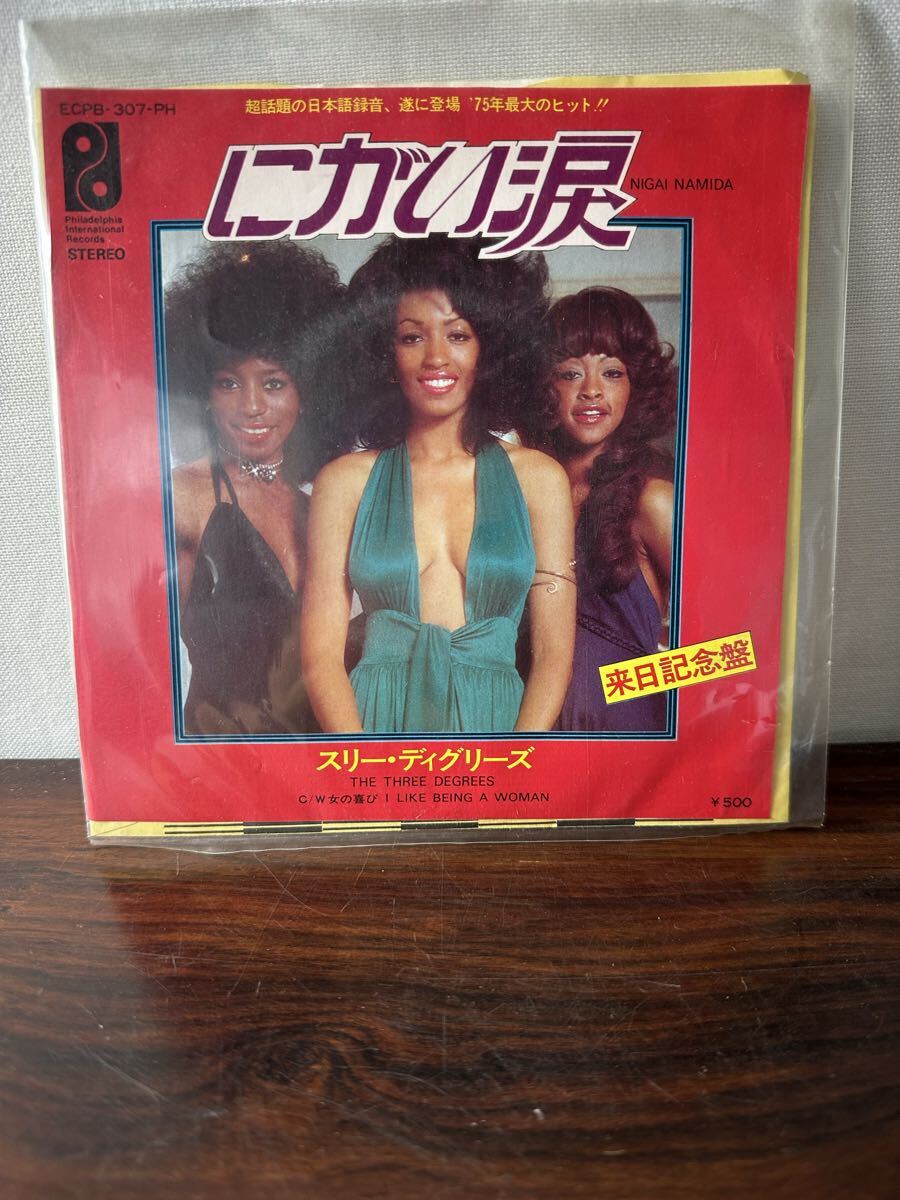 ECPB-307-PH
超話題の日本語録音、遂に登場 '75年最大のヒット!!
にがい涙
NIGAI NAMIDA
Philadelphia
International
Records
STEREO
来日記念盤
スリー・ディグリーズ
THE THREE DEGREES
C/W 女の喜び I LIKE BEING A WOMAN
¥500